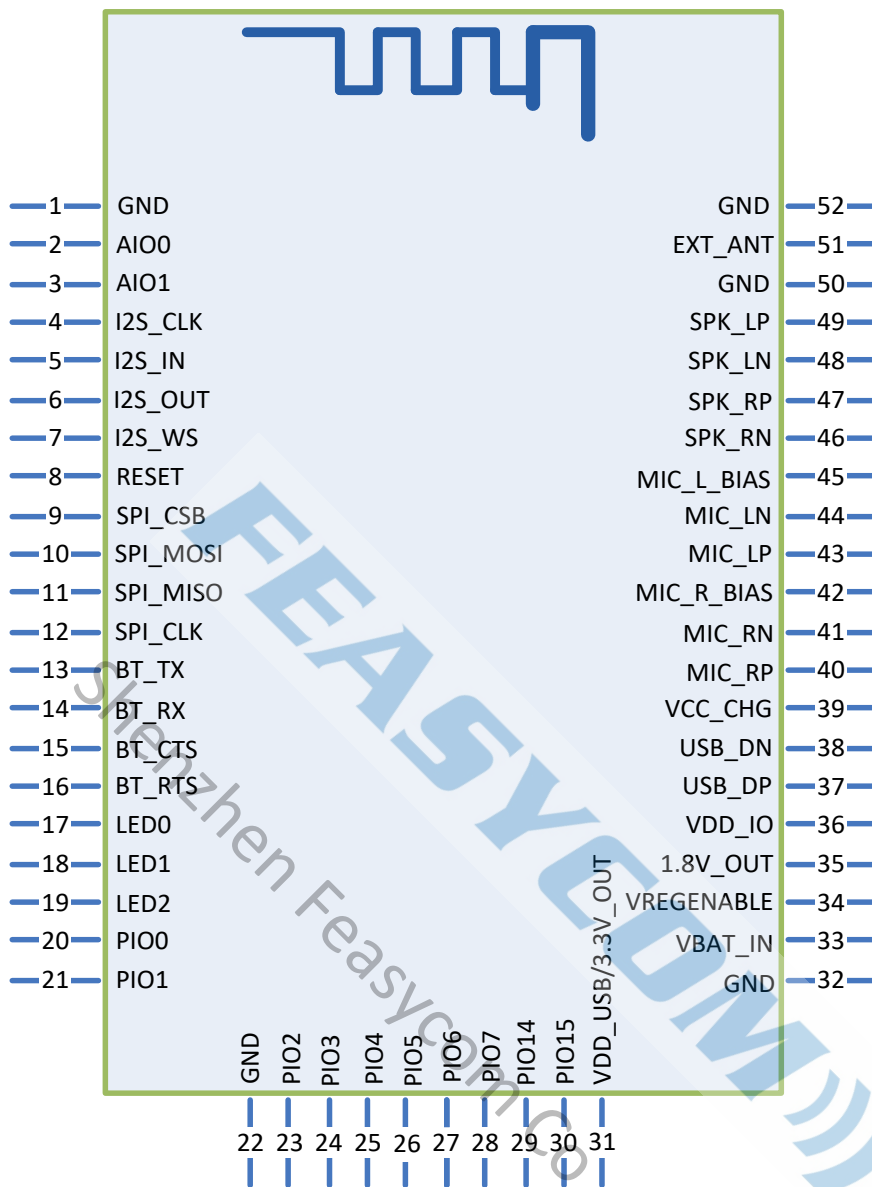 1 GND
2 AIO0
3 AIO1
4 I2S_CLK
5 I2S_IN
6 I2S_OUT
7 I2S_WS
8 RESET
9 SPI_CSB
10 SPI_MOSI
11 SPI_MISO
12 SPI_CLK
13 BT_TX
14 BT_RX
15 BT_CTS
16 BT_RTS
17 LED0
18 LED1
19 LED2
20 PIO0
21 PIO1
GND 52
EXT_ANT 51
GND 50
SPK_LP 49
SPK_LN 48
SPK_RP 47
SPK_RN 46
MIC_L_BIAS 45
MIC_LN 44
MIC_LP 43
MIC_R_BIAS 42
MIC_RN 41
MIC_RP 40
VCC_CHG 39
USB_DN 38
USB_DP 37
VDD_IO 36
1.8V_OUT 35
VREGENABLE 34
VBAT_IN 33
GND 32
GND 22
PIO2 23
PIO3 24
PIO4 25
PIO5 26
PIO6 27
PIO7 28
PIO14 29
PIO15 30
VDD_USB/3.3V_OUT 31
FEASYCOM
Shenzhen Feasycom Co